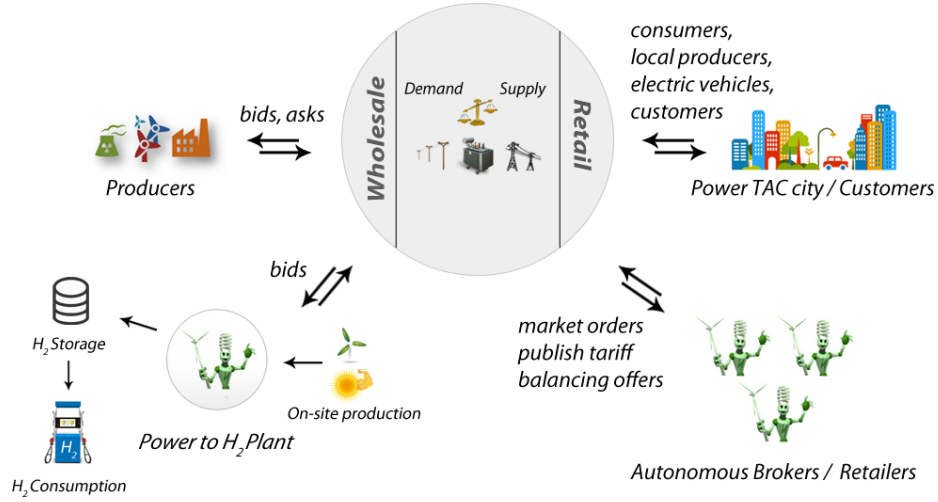 consumers,
local producers,
electric vehicles,
customers
Demand
Supply
Wholesale
Retail
bids, asks
Producers
Power TAC city / Customers
bids
market orders
publish tariff
balancing offers
H₂ Storage
On-site production
Power to H₂ Plant
H₂
H₂ Consumption
Autonomous Brokers / Retailers